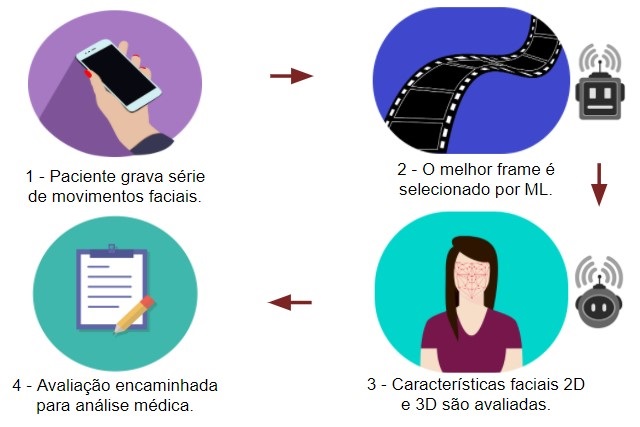 1 - Paciente grava série
de movimentos faciais.
2 - O melhor frame é
selecionado por ML.
3 - Características faciais 2D
e 3D são avaliadas.
4 - Avaliação encaminhada
para análise médica.